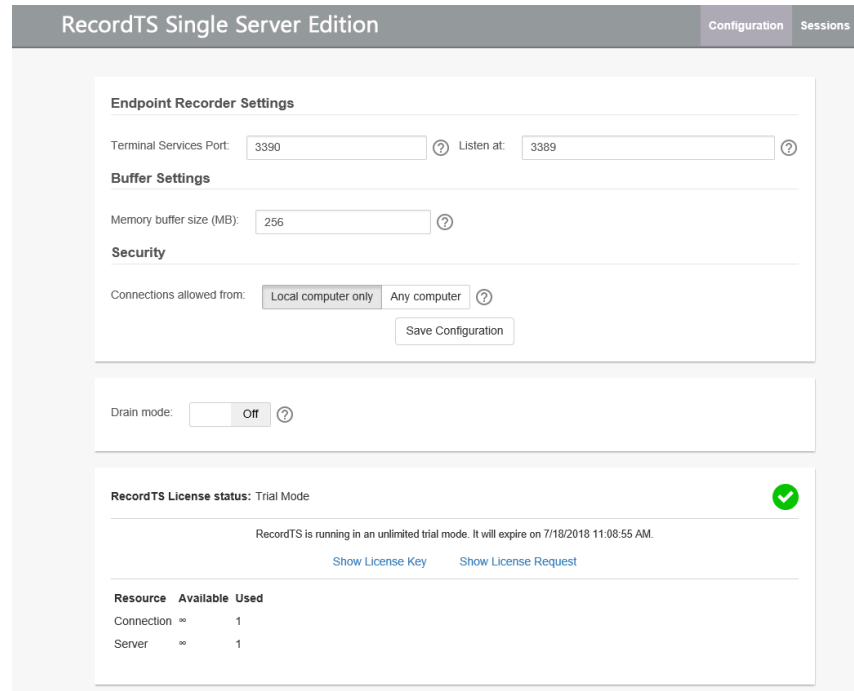 RecordTS Single Server Edition
Configuration Sessions
Endpoint Recorder Settings
Terminal Services Port: 3390 ? Listen at: 3389 ?
Buffer Settings
Memory buffer size (MB): 256 ?
Security
Connections allowed from: Local computer only Any computer ?
Save Configuration
Drain mode: Off ?
RecordTS License status: Trial Mode
RecordTS is running in an unlimited trial mode. It will expire on 7/18/2018 11:08:55 AM.
Show License Key Show License Request
Resource Available Used
Connection ∞ 1
Server ∞ 1